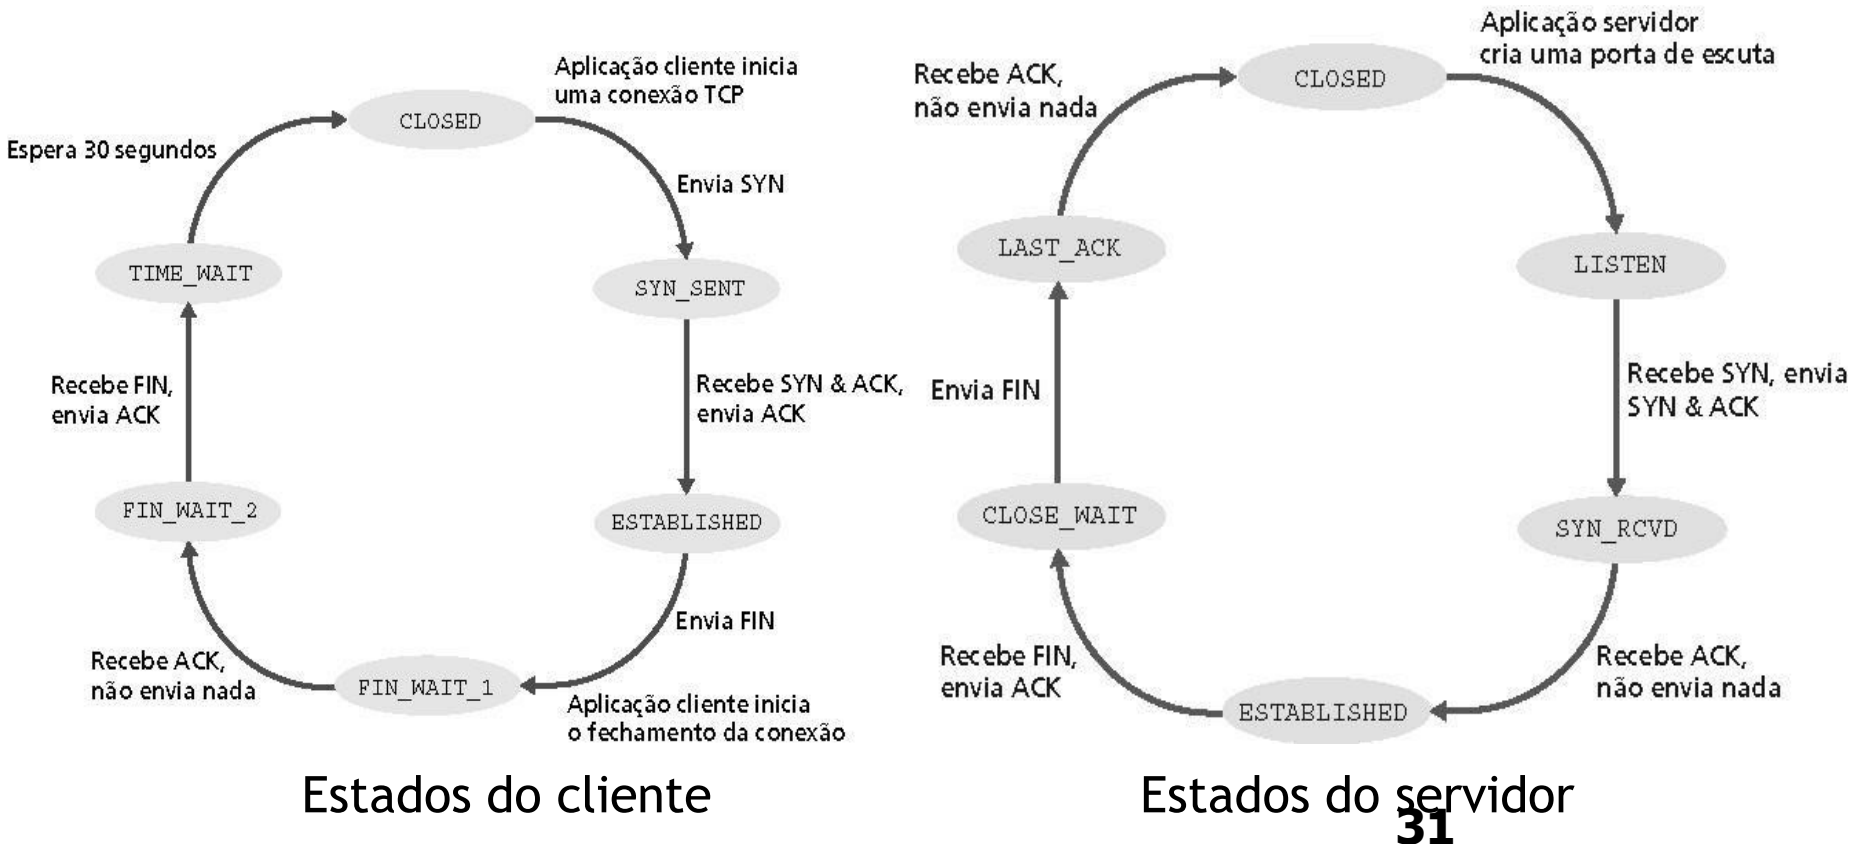 Aplicação cliente inicia
uma conexão TCP
CLOSED
Espera 30 segundos
Envia SYN
TIME_WAIT
SYN_SENT
Recebe FIN,
envia ACK
Recebe SYN & ACK,
envia ACK
FIN_WAIT_2
ESTABLISHED
Envia FIN
Recebe ACK,
não envia nada
FIN_WAIT_1
Aplicação cliente inicia
o fechamento da conexão
Estados do cliente
Aplicação servidor
cria uma porta de escuta
Recebe ACK,
não envia nada
CLOSED
LAST_ACK
LISTEN
Envia FIN
Recebe SYN, envia
SYN & ACK
CLOSE_WAIT
SYN_RCVD
Recebe FIN,
envia ACK
Recebe ACK,
não envia nada
ESTABLISHED
Estados do servidor
31